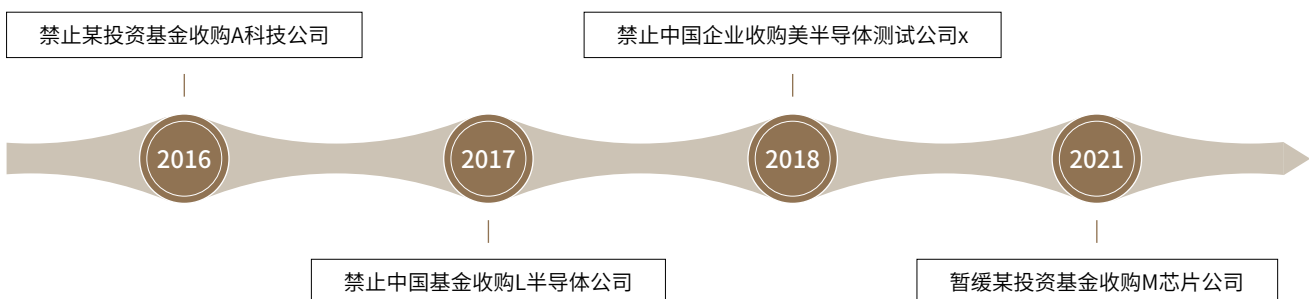 禁止某投资基金收购A科技公司
禁止中国企业收购美半导体测试公司x
2016
2017
2018
2021
禁止中国基金收购L半导体公司
暂缓某投资基金收购M芯片公司